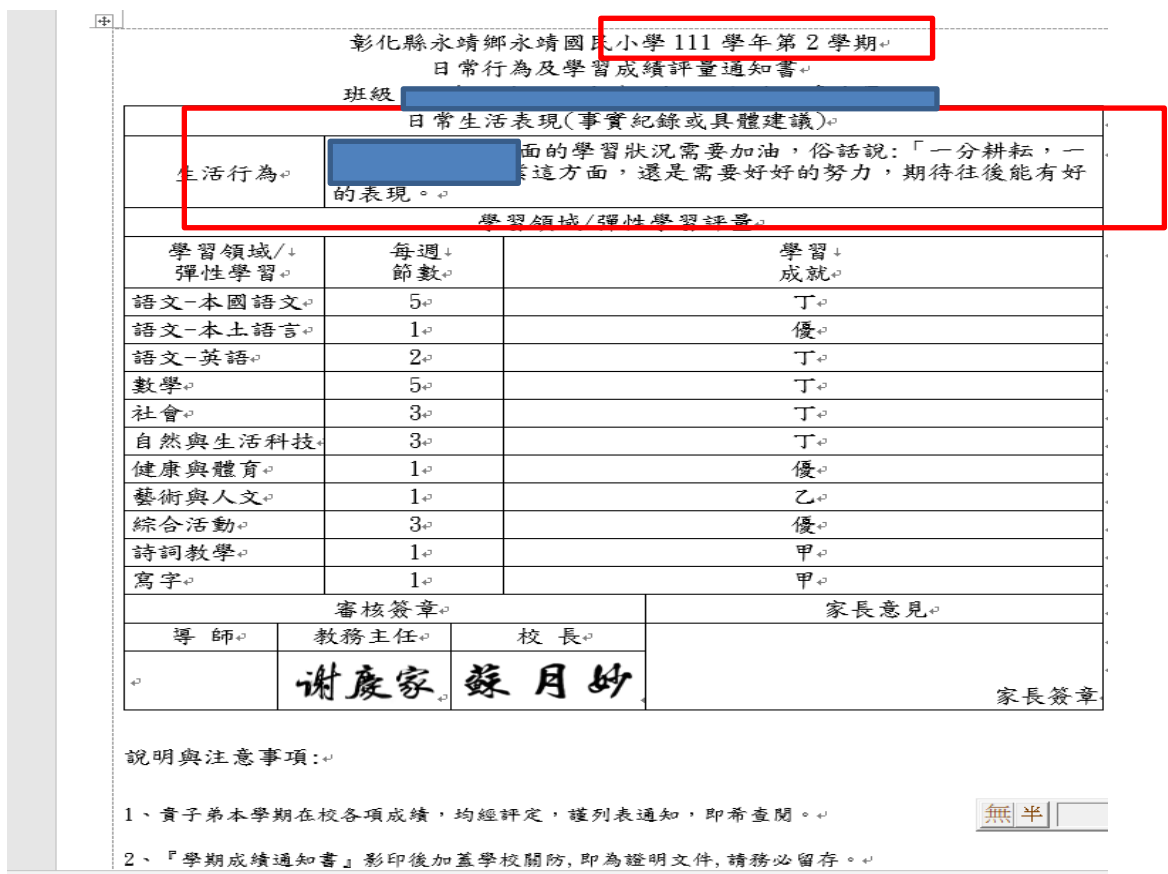 彰化縣永靖鄉永靖國民小學 111 學年第 2 學期
日常行為及學習成績評量通知書
班級
日常生活表現(事實紀錄或具體建議)
生活行為
面的學習狀況需要加油,俗話說:「一分耕耘,一
這方面,還是需要好好的努力,期待往後能有好
的表現。
學習領域/彈性學習評量
學習領域/ 每週 學習
彈性學習 節數 成就
語文-本國語文 5 丁
語文-本土語言 1 優
語文-英語 2 丁
數學 5 丁
社會 3 丁
自然與生活科技 3 丁
健康與體育 1 優
藝術與人文 1 乙
綜合活動 3 優
詩詞教學 1 甲
寫字 1 甲
審核簽章 家長意見
導 師 教務主任 校 長
谢慶家 蘇月妙
家長簽章
說明與注意事項:
1、貴子弟本學期在校各項成績,均經評定,謹列表通知,即希查閱。
無 半
2、『學期成績通知書』影印後加蓋學校關防,即為證明文件,請務必留存。